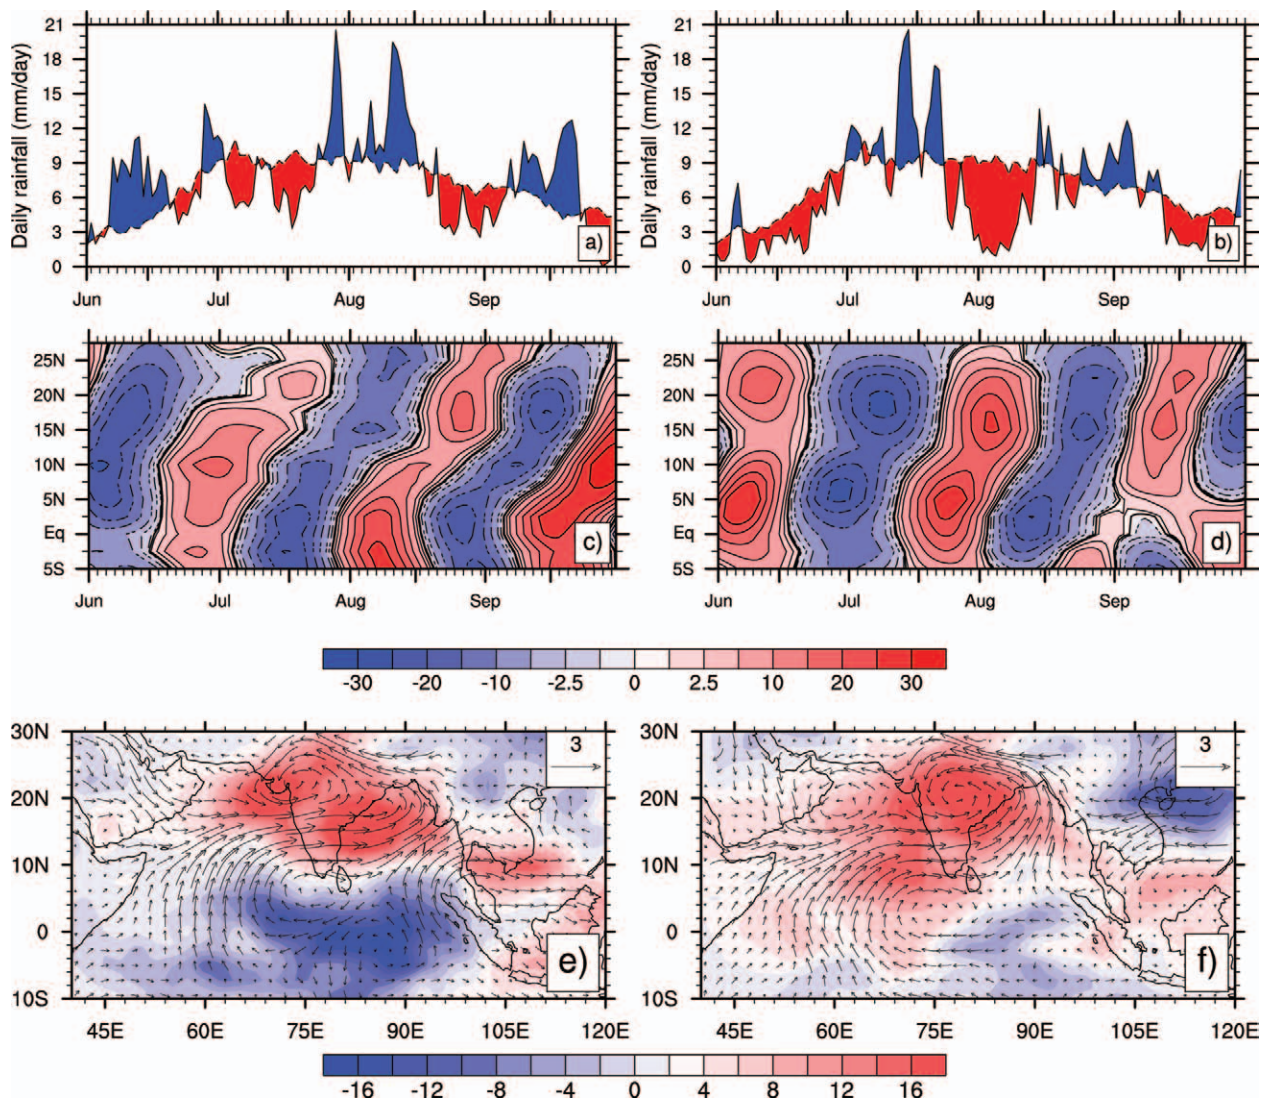 21
18
15
12
9
6
3
0
Daily rainfall (mm/day)
Jun
Jul
Aug
Sep
a)
21
18
15
12
9
6
3
0
Daily rainfall (mm/day)
Jun
Jul
Aug
Sep
b)
25N
20N
15N
10N
5N
Eq
5S
Jun
Jul
Aug
Sep
c)
25N
20N
15N
10N
5N
Eq
5S
Jun
Jul
Aug
Sep
d)
-30 -20 -10 -2.5 0 2.5 10 20 30
30N
20N
10N
0
10S
45E 60E 75E 90E 105E 120E
3
e)
30N
20N
10N
0
10S
45E 60E 75E 90E 105E 120E
3
f)
-16 -12 -8 -4 0 4 8 12 16